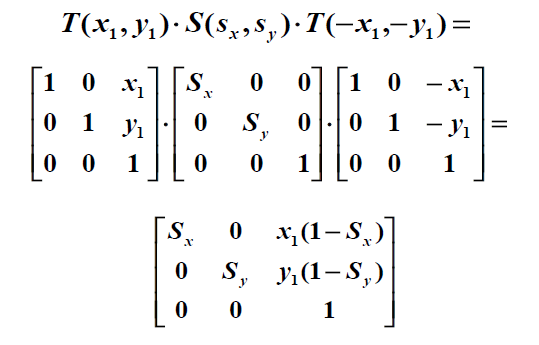 T(x₁, y₁)·S(sₓ,s_y)·T(−x₁,−y₁) =
[1 0 x₁] · [Sₓ 0 0] · [1 0 −x₁]
[0 1 y₁] · [0 S_y 0] · [0 1 −y₁] =
[0 0 1] [0 0 1] [0 0 1]
[Sₓ 0 x₁(1−Sₓ)]
[0 S_y y₁(1−S_y)]
[0 0 1]